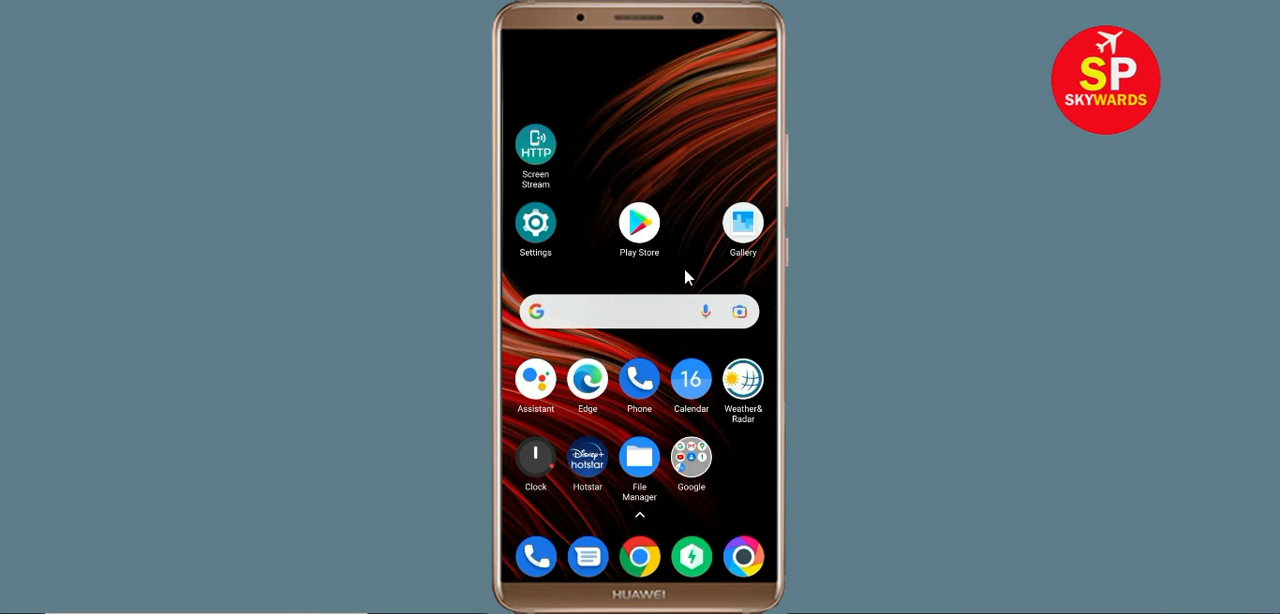 SP
SKYWARDS
HTTP
Screen
Stream
Settings
Play Store
Gallery
G
16
Assistant
Edge
Phone
Calendar
Weather&
Radar
Disney+
hotstar
Clock
Hotstar
File
Manager
Google
HUAWEI